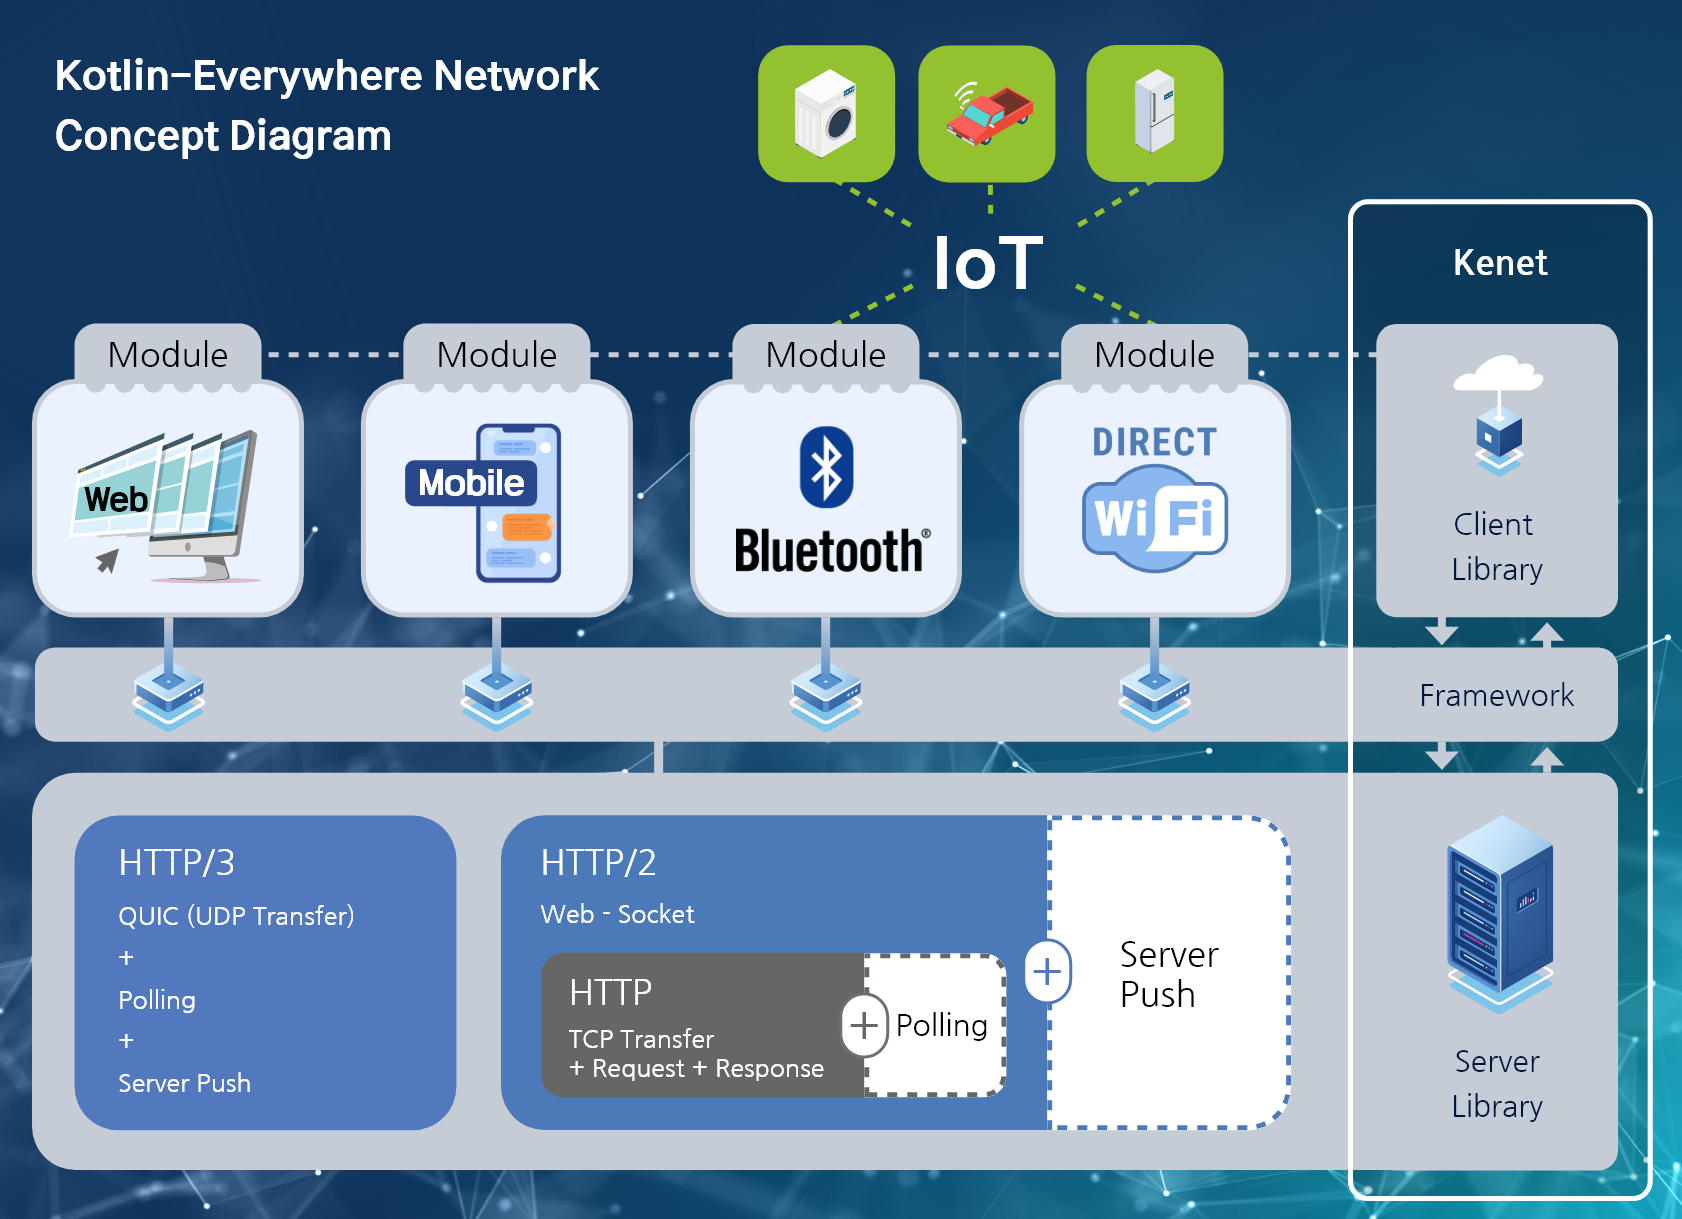 Kotlin-Everywhere Network
Concept Diagram
IoT
Kenet
Module
Module
Module
Module
Web
Mobile
Bluetooth®
DIRECT
Wi Fi
Client
Library
Framework
HTTP/3
QUIC (UDP Transfer)
+
Polling
+
Server Push
HTTP/2
Web - Socket
HTTP
TCP Transfer
+ Request + Response
+
Polling
+
Server
Push
Server
Library